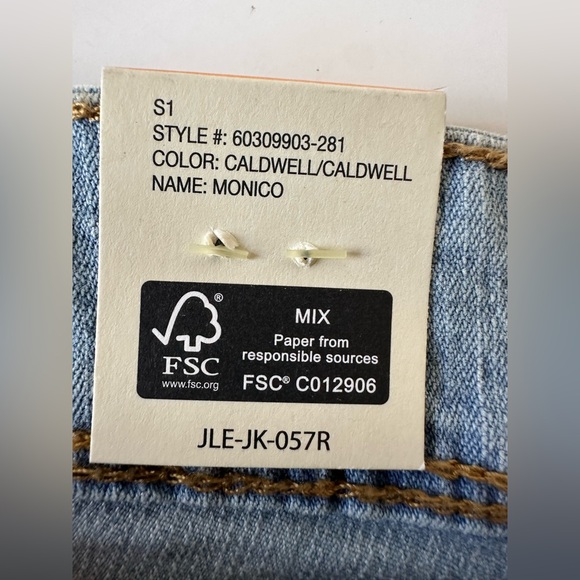 S1
STYLE #: 60309903-281
COLOR: CALDWELL/CALDWELL
NAME: MONICO
®
FSC
www.fsc.org
MIX
Paper from
responsible sources
FSC® C012906
JLE-JK-057R